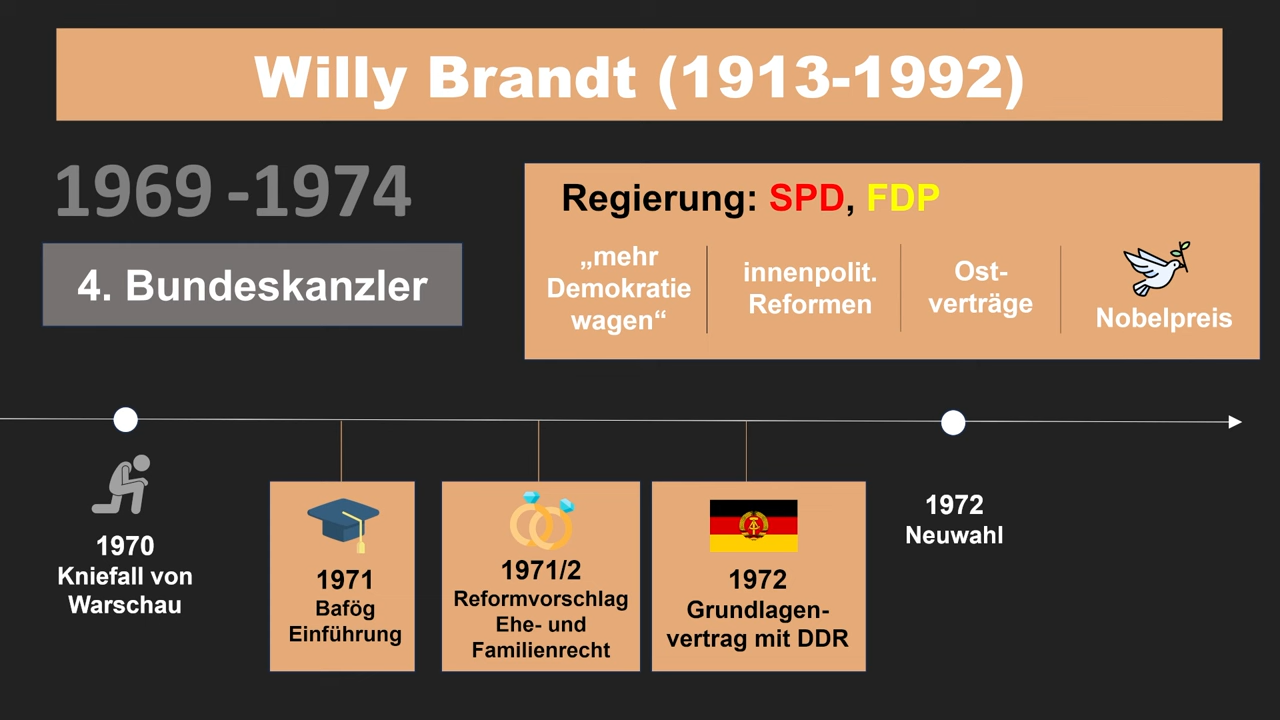 Willy Brandt (1913-1992)
1969 -1974
4. Bundeskanzler
Regierung: SPD, FDP
„mehr
Demokratie
wagen“
innenpolit.
Reformen
Ost-
verträge
Nobelpreis
1970
Kniefall von
Warschau
1971
Bafög
Einführung
1971/2
Reformvorschlag
Ehe- und
Familienrecht
1972
Grundlagen-
vertrag mit DDR
1972
Neuwahl